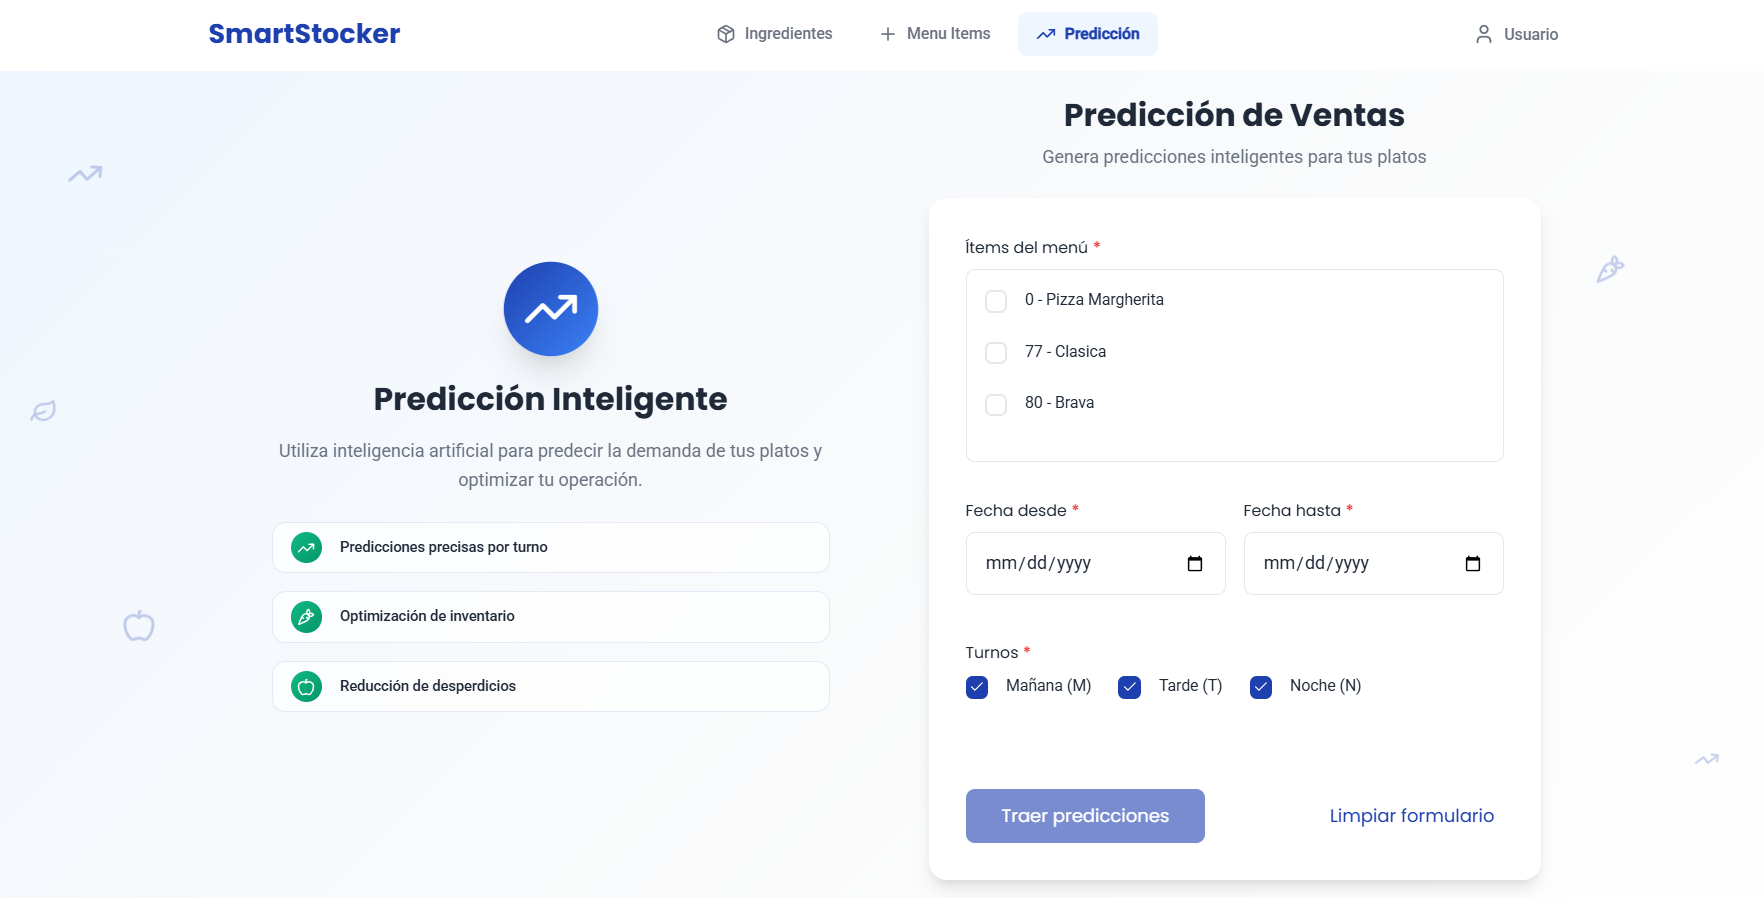 SmartStocker
Ingredientes
Menu Items
Predicción
Usuario
Predicción Inteligente
Utiliza inteligencia artificial para predecir la demanda de tus platos y
optimizar tu operación.
Predicciones precisas por turno
Optimización de inventario
Reducción de desperdicios
Predicción de Ventas
Genera predicciones inteligentes para tus platos
Ítems del menú *
0 - Pizza Margherita
77 - Clasica
80 - Brava
Fecha desde *
mm/dd/yyyy
Fecha hasta *
mm/dd/yyyy
Turnos *
Mañana (M)
Tarde (T)
Noche (N)
Traer predicciones
Limpiar formulario